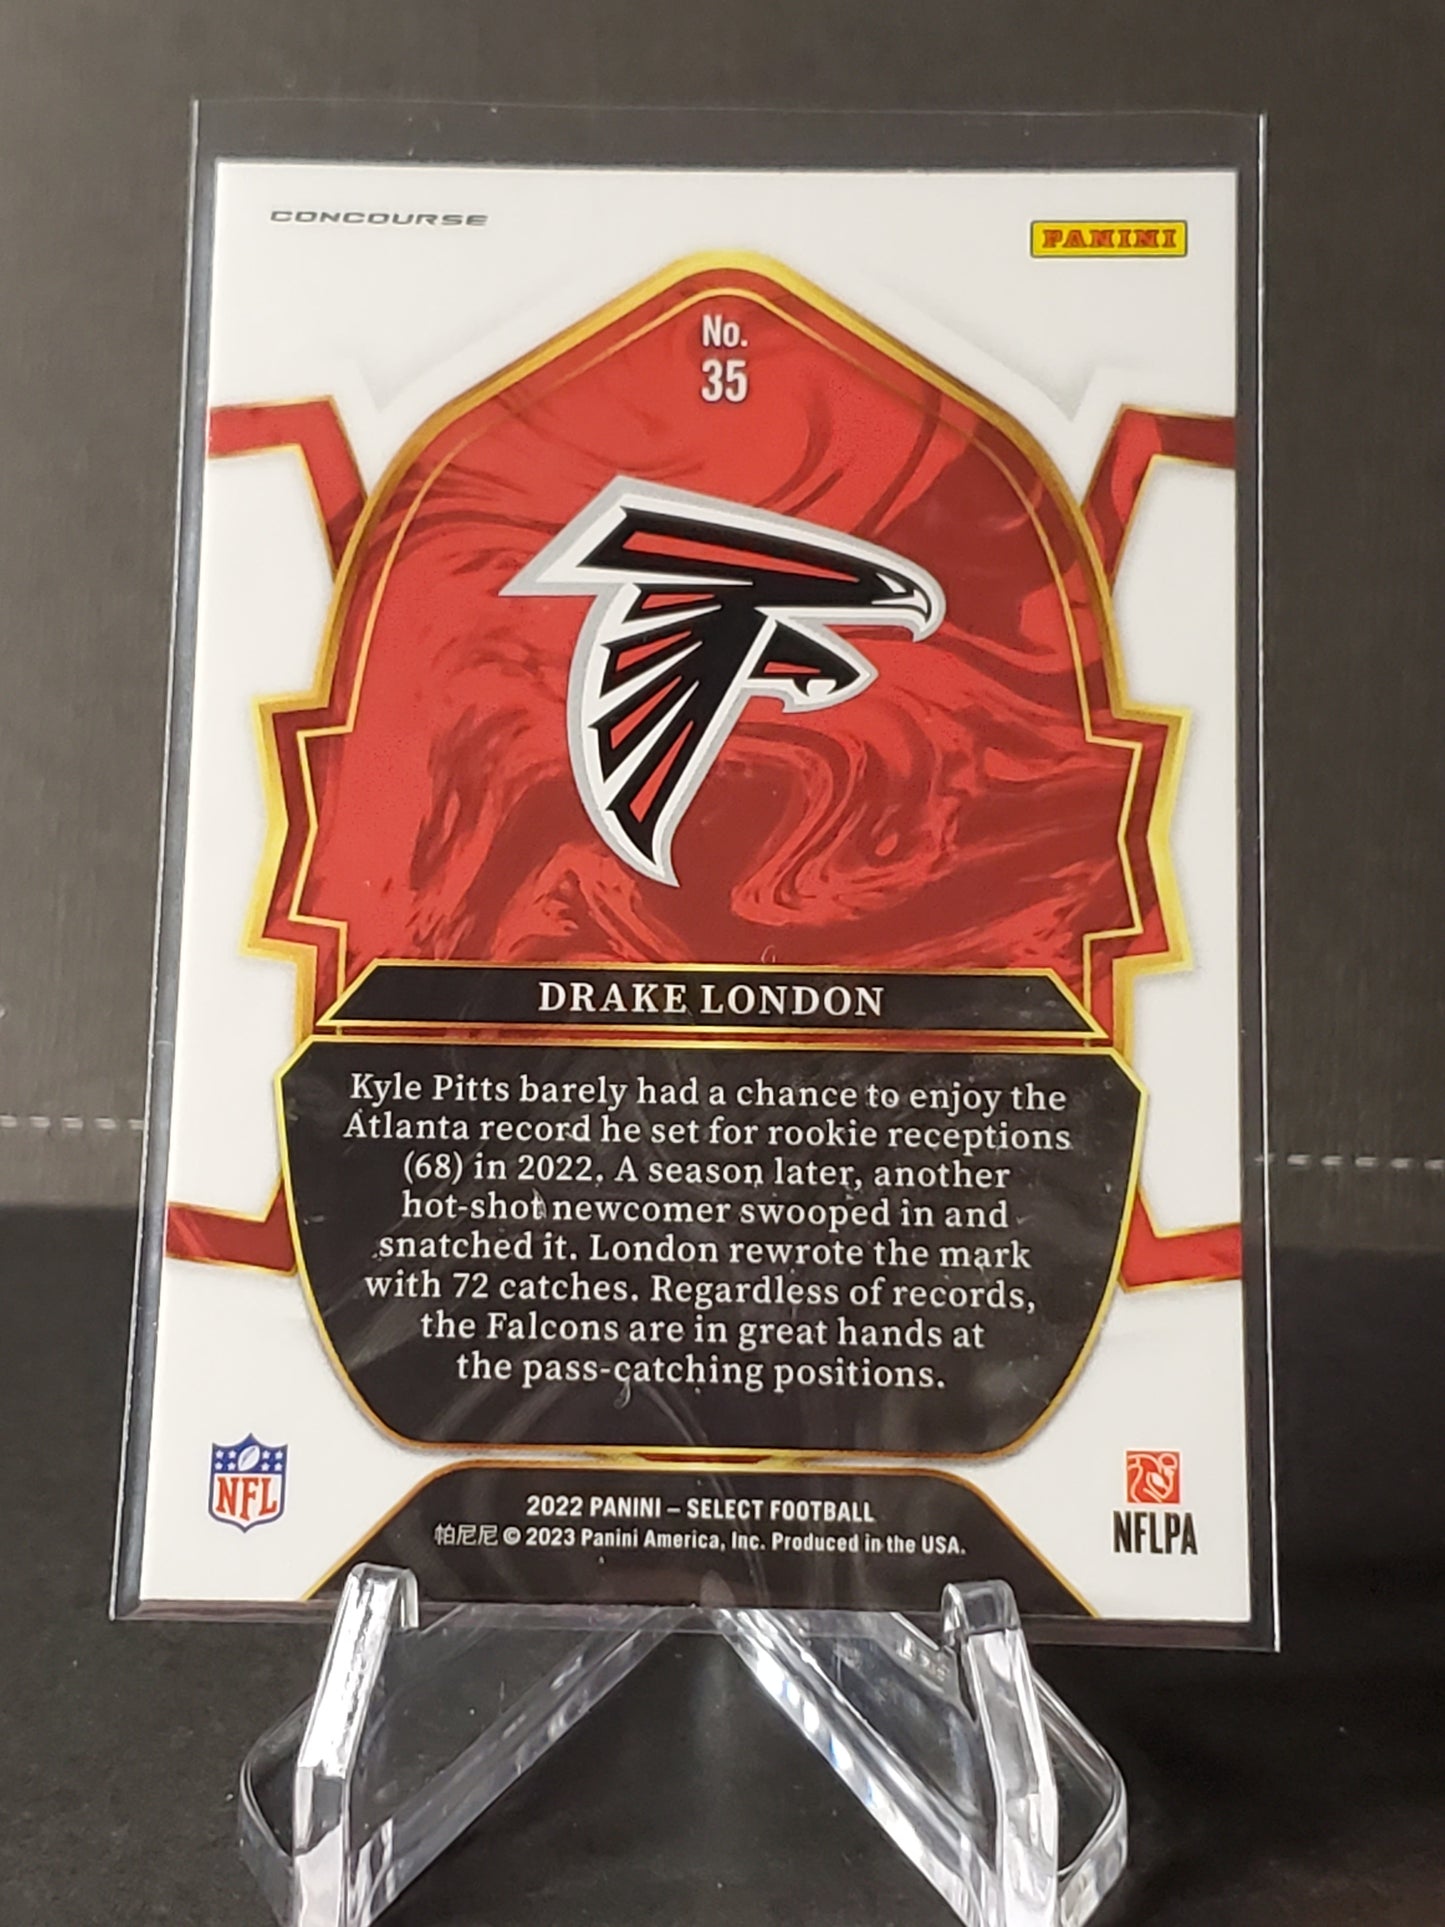 CONCOURSE
PANINI
No.
35
DRAKE LONDON
Kyle Pitts barely had a chance to enjoy the
Atlanta record he set for rookie receptions
(68) in 2022. A season later, another
hot-shot newcomer swooped in and
snatched it. London rewrote the mark
with 72 catches. Regardless of records,
the Falcons are in great hands at
the pass-catching positions.
NFL
NFLPA
2022 PANINI – SELECT FOOTBALL
帕尼尼 © 2023 Panini America, Inc. Produced in the USA.